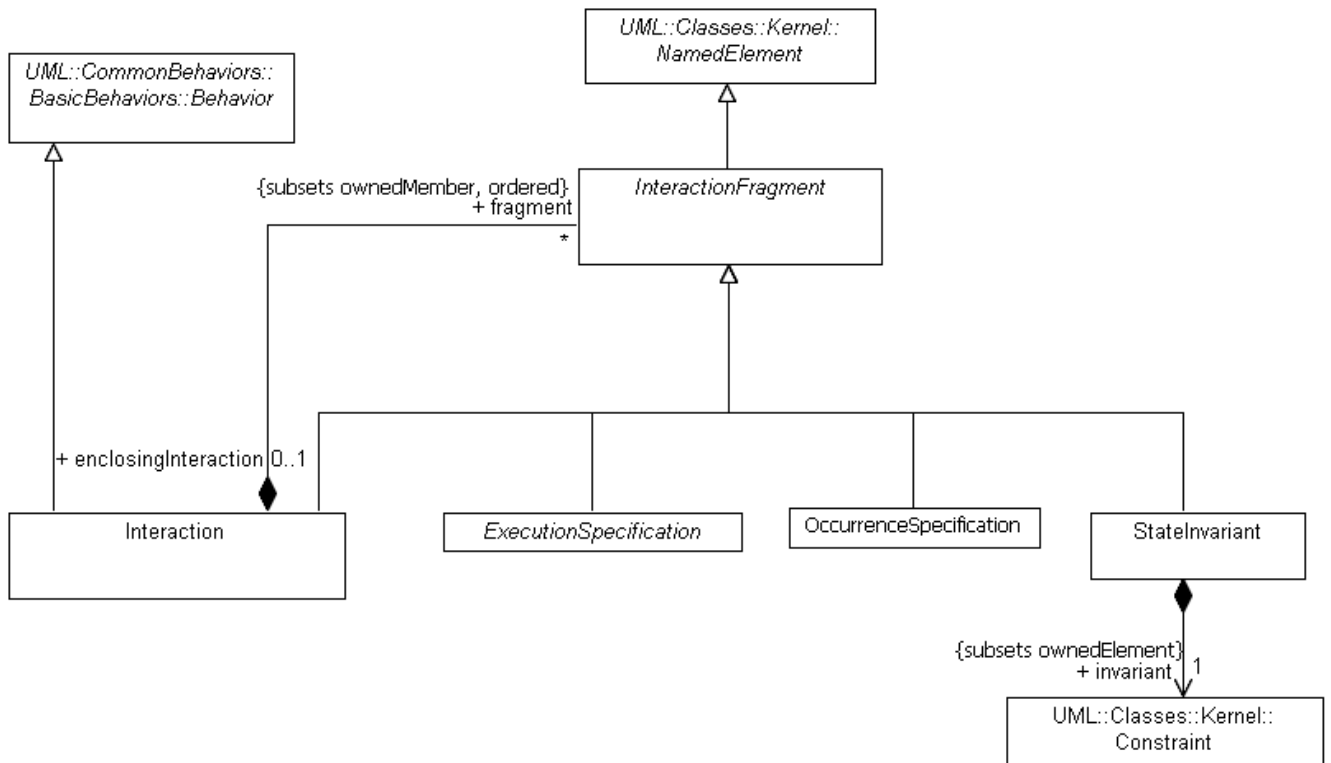 UML::Classes::Kernel::
NamedElement
UML::CommonBehaviors::
BasicBehaviors::Behavior
{subsets ownedMember, ordered}
+ fragment
*
InteractionFragment
+ enclosingInteraction 0..1
Interaction
ExecutionSpecification
OccurrenceSpecification
StateInvariant
{subsets ownedElement}
+ invariant 1
UML::Classes::Kernel::
Constraint